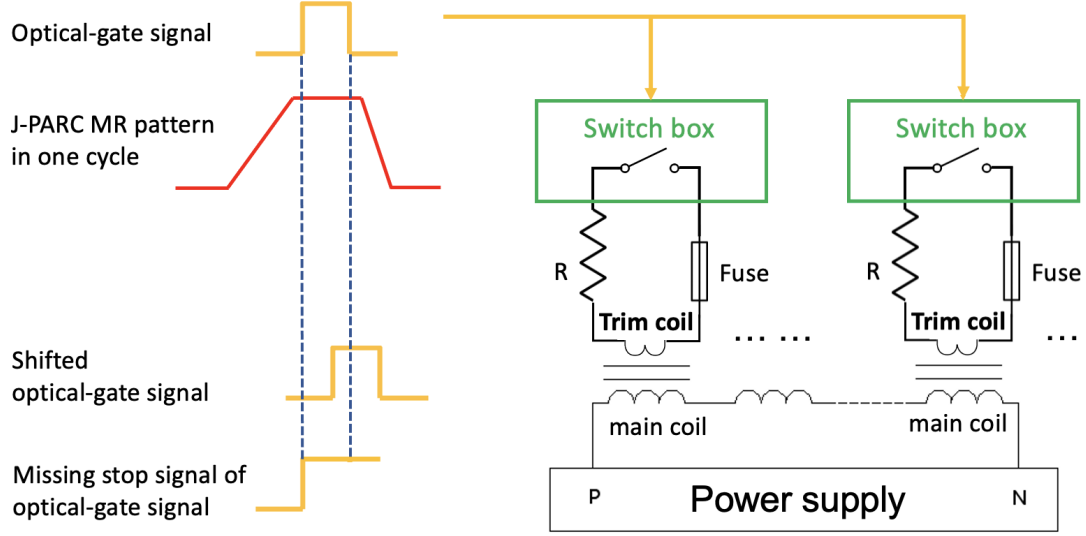 Optical-gate signal
J-PARC MR pattern
in one cycle
Shifted
optical-gate signal
Missing stop signal of
optical-gate signal
Switch box
Switch box
R
Fuse
R
Fuse
Trim coil
... ...
Trim coil
...
main coil
main coil
P
Power supply
N